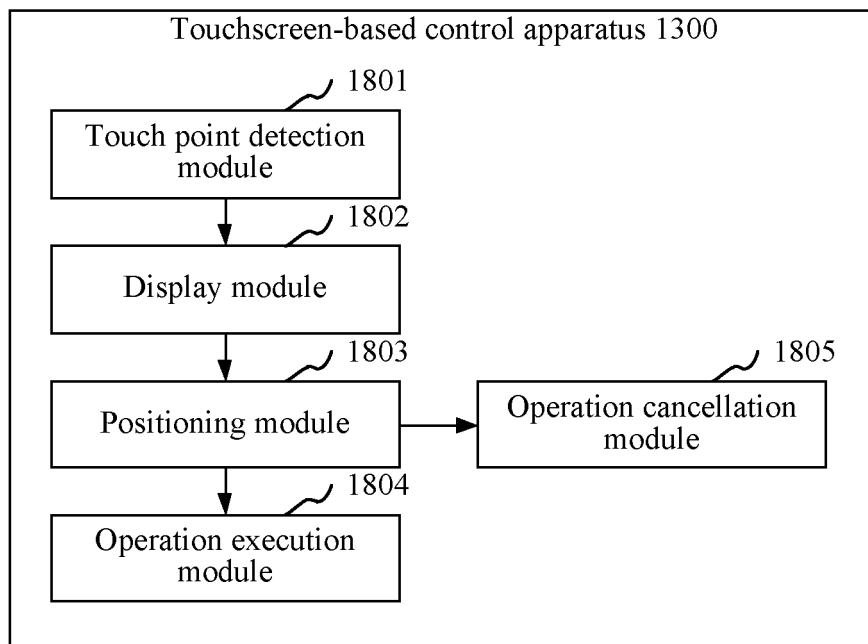 Touchscreen-based control apparatus 1300
1801
Touch point detection
module
1802
Display module
1803
Positioning module
1805
Operation cancellation
module
1804
Operation execution
module